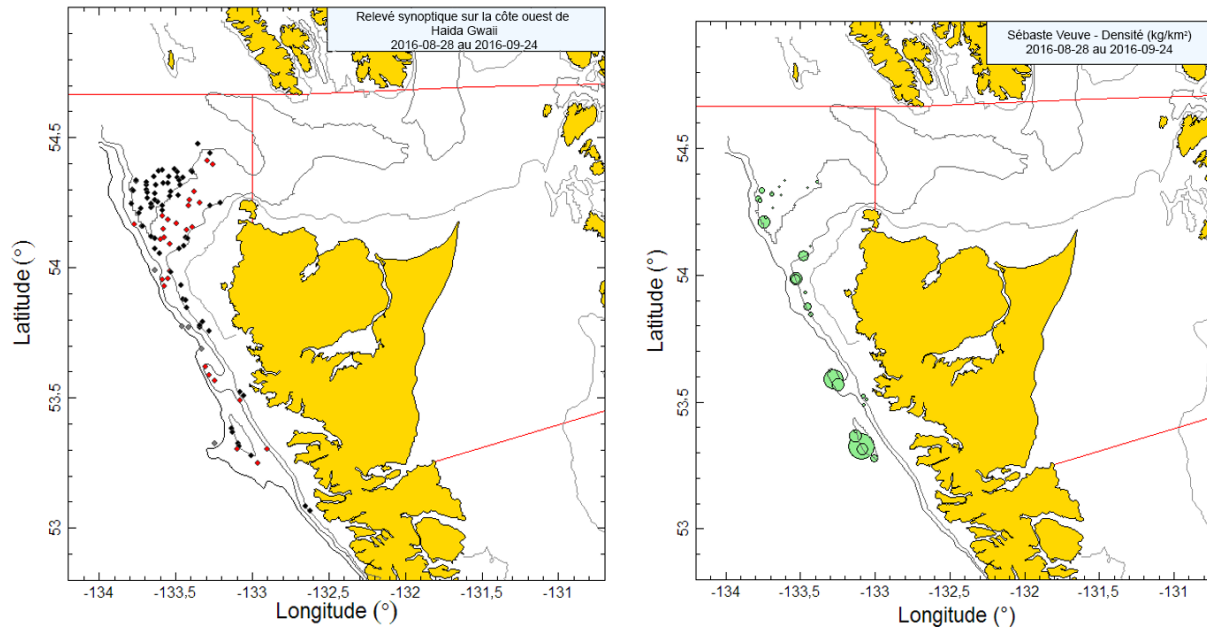 Relevé synoptique sur la côte ouest de
Haida Gwaii
2016-08-28 au 2016-09-24
54.5
54
53.5
53
Latitude (°)
-134
-133,5
-133
-132,5
-132
-131,5
-131
Longitude (°)
Sébaste Veuve - Densité (kg/km²)
2016-08-28 au 2016-09-24
54.5
54
53.5
53
Latitude (°)
-134
-133,5
-133
-132,5
-132
-131,5
-131
Longitude (°)